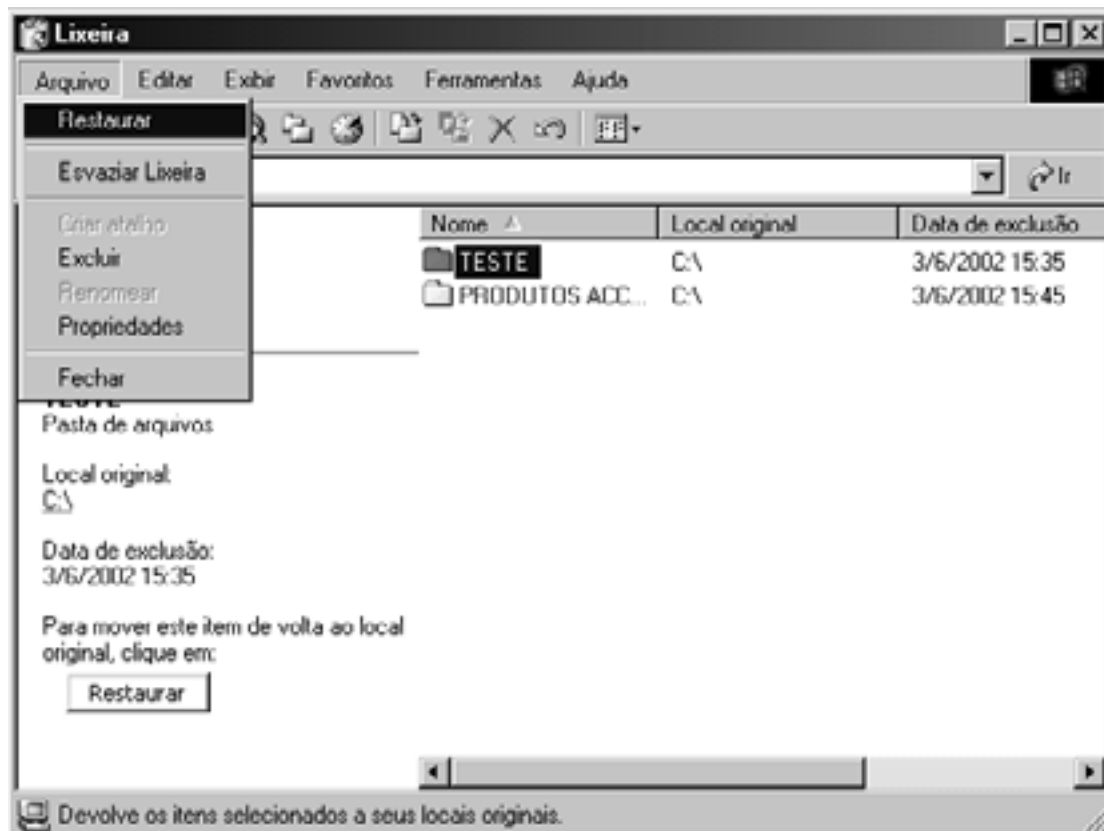 Lixeira
Arquivo Editar Exibir Favoritos Ferramentas Ajuda
Restaurar
Esvaziar Lixeira
Criar atalho
Excluir
Renomear
Propriedades
Fechar
Ir
Nome Local original Data de exclusão
TESTE C:\ 3/6/2002 15:35
PRODUTOS ACC... C:\ 3/6/2002 15:45
TESTE
Pasta de arquivos
Local original:
C:\
Data de exclusão:
3/6/2002 15:35
Para mover este item de volta ao local
original, clique em:
Restaurar
Devolve os itens selecionados a seus locais originais.